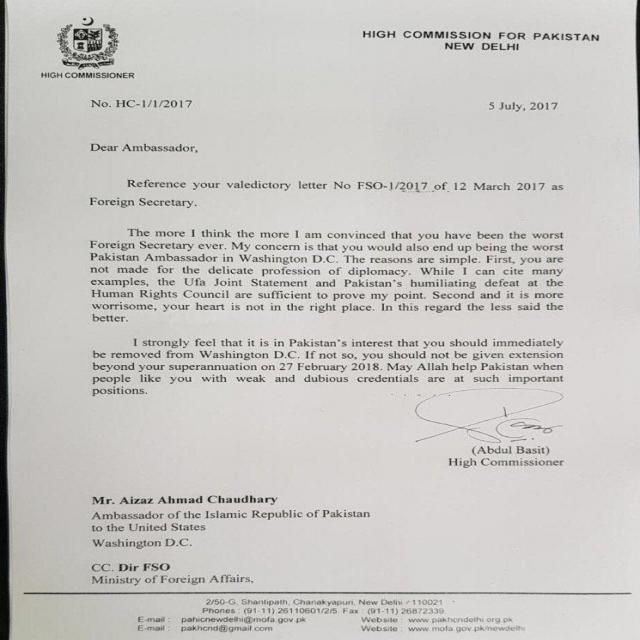 HIGH COMMISSION FOR PAKISTAN
NEW DELHI
HIGH COMMISSIONER
No. HC-1/1/2017
5 July, 2017
Dear Ambassador,
Reference your valedictory letter No FSO-1/2017 of 12 March 2017 as
Foreign Secretary.
The more I think the more I am convinced that you have been the worst
Foreign Secretary ever. My concern is that you would also end up being the worst
Pakistan Ambassador in Washington D.C. The reasons are simple. First, you are
not made for the delicate profession of diplomacy. While I can cite many
examples, the Ufa Joint Statement and Pakistan's humiliating defeat at the
Human Rights Council are sufficient to prove my point. Second and it is more
worrisome, your heart is not in the right place. In this regard the less said the
better.
I strongly feel that it is in Pakistan's interest that you should immediately
be removed from Washington D.C. If not so, you should not be given extension
beyond your superannuation on 27 February 2018. May Allah help Pakistan when
people like you with weak and dubious credentials are at such important
positions.
(Abdul Basit)
High Commissioner
Mr. Aizaz Ahmad Chaudhary
Ambassador of the Islamic Republic of Pakistan
to the United States
Washington D.C.
CC. Dir FSO
Ministry of Foreign Affairs,
2/50-G, Shantipath, Chanakyapuri, New Delhi - 110021
Phones : (91-11) 26110601/2/5 Fax : (91-11) 26872339
E-mail : pahicnewdelhi@mofa.gov.pk Website : www.pakhcndelhi.org.pk
E-mail : pakhcnd@gmail.com Website : www.mofa.gov.pk/newdelhi